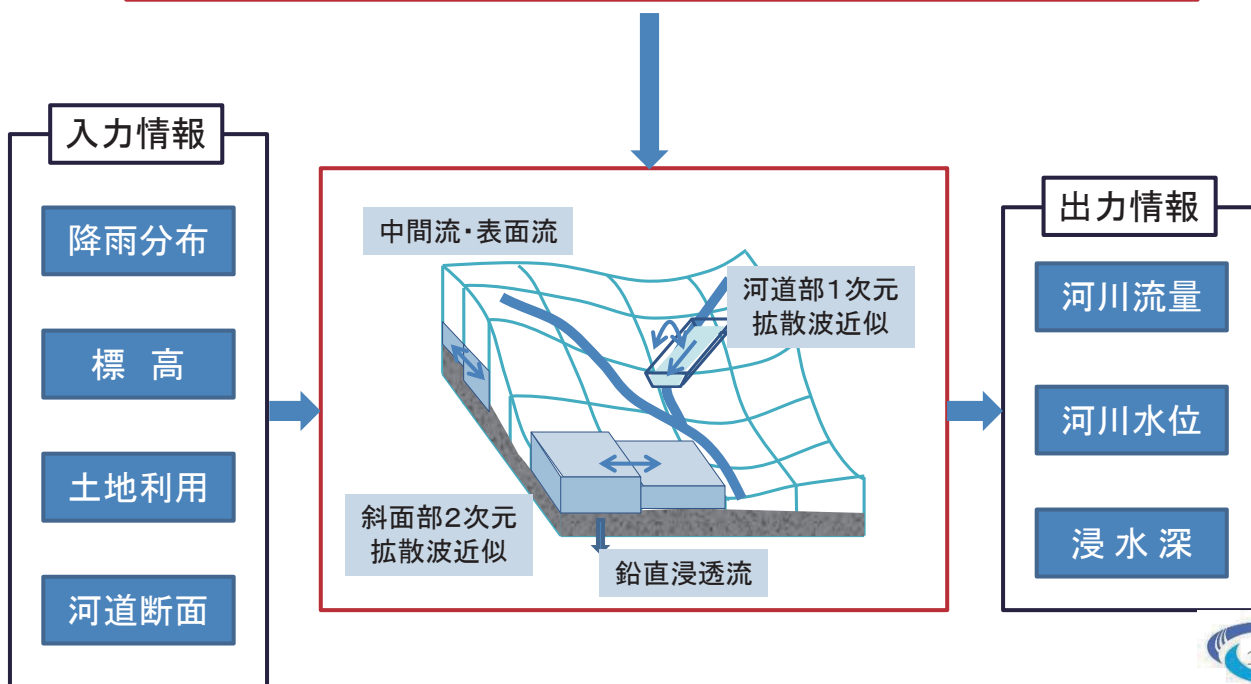 入力情報
降雨分布
標 高
土地利用
河道断面
中間流・表面流
河道部1次元
拡散波近似
斜面部2次元
拡散波近似
鉛直浸透流
出力情報
河川流量
河川水位
浸 水 深